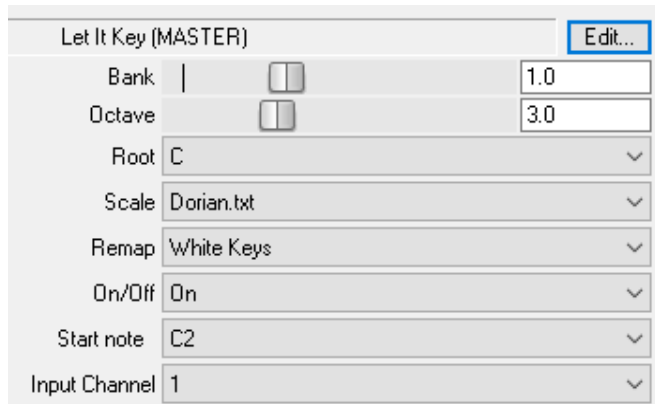 Let It Key (MASTER) Edit...
Bank 1.0
Octave 3.0
Root C
Scale Dorian.txt
Remap White Keys
On/Off On
Start note C2
Input Channel 1